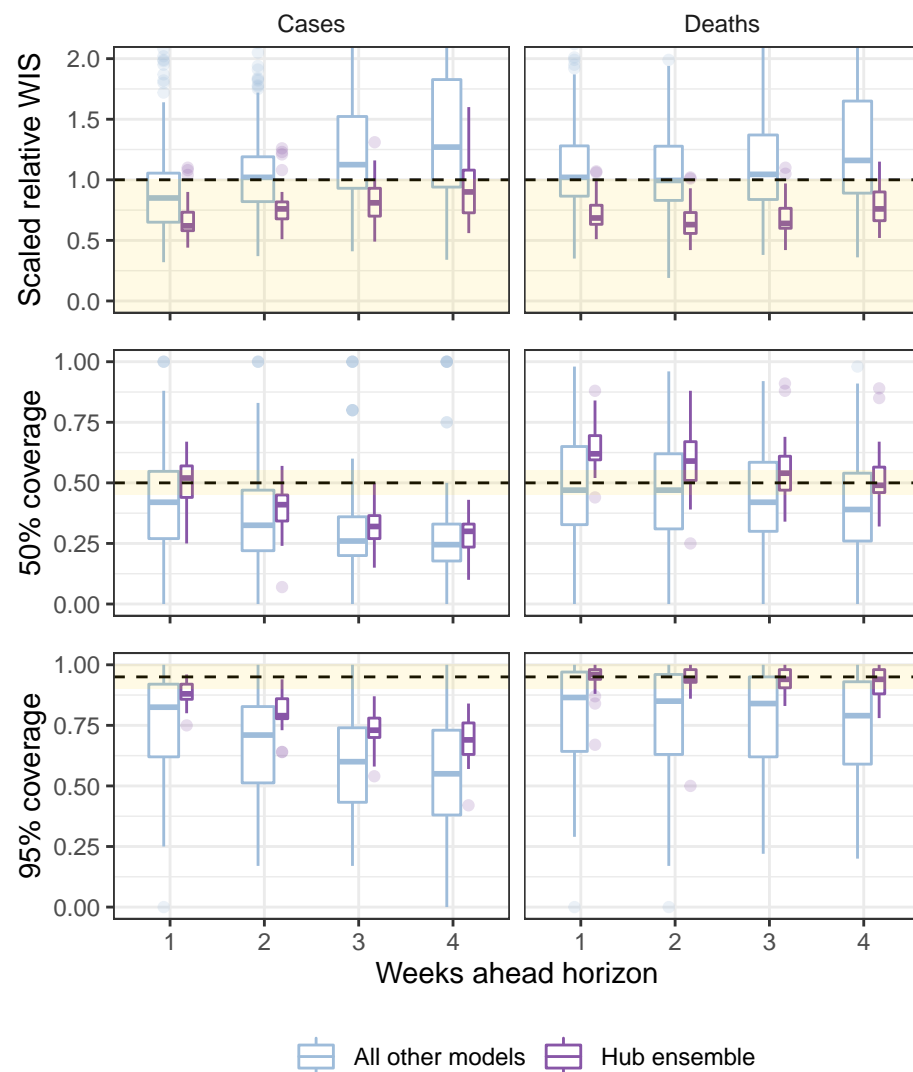 Cases Deaths
Scaled relative WIS
2.0
1.5
1.0
0.5
0.0
50% coverage
1.00
0.75
0.50
0.25
0.00
95% coverage
1.00
0.75
0.50
0.25
0.00
1 2 3 4 1 2 3 4
Weeks ahead horizon
All other models Hub ensemble